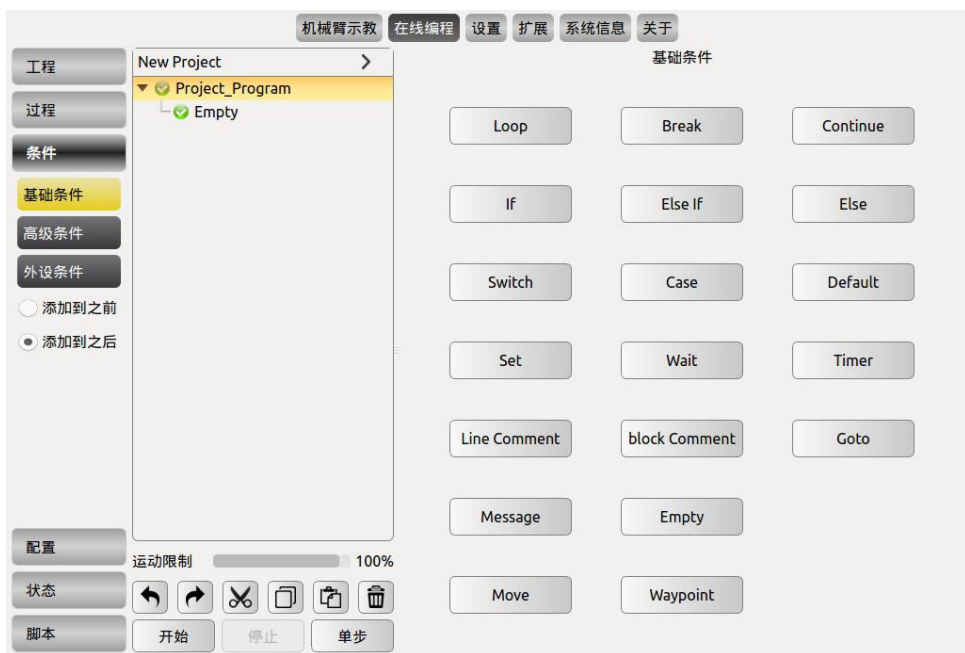 机械臂示教 在线编程 设置 扩展 系统信息 关于
工程
过程
条件
基础条件
高级条件
外设条件
添加到之前
添加到之后
配置
状态
脚本
New Project
Project_Program
Empty
运动限制 100%
开始 停止 单步
基础条件
Loop Break Continue
If Else If Else
Switch Case Default
Set Wait Timer
Line Comment block Comment Goto
Message Empty
Move Waypoint